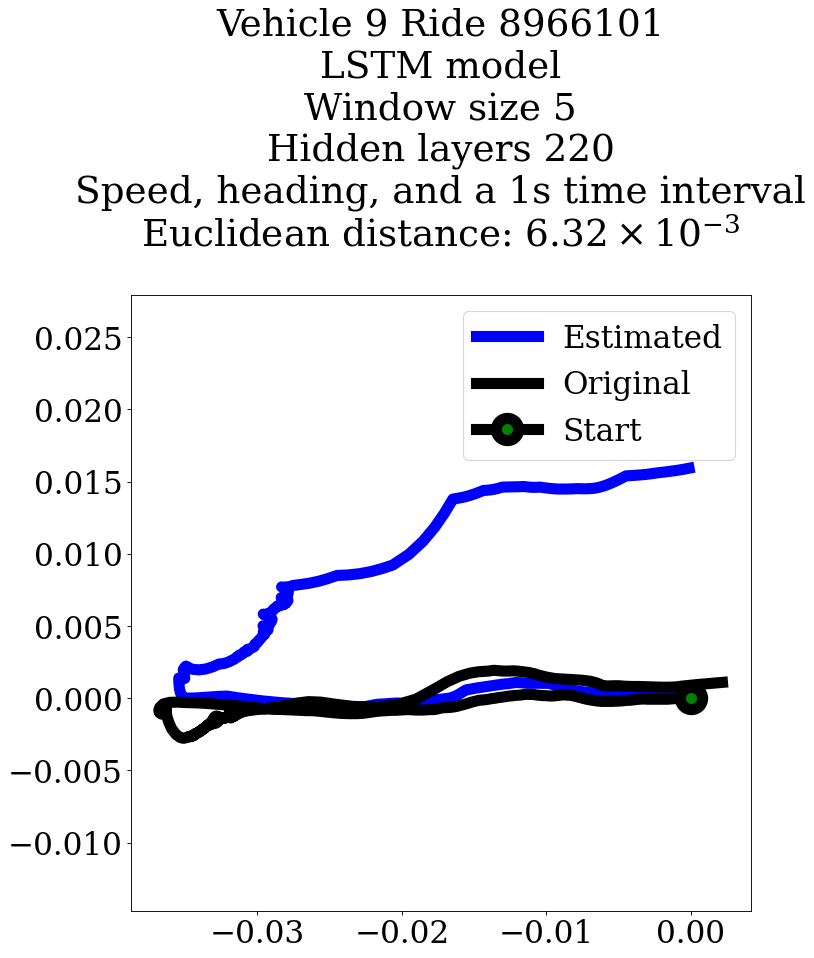 Vehicle 9 Ride 8966101
LSTM model
Window size 5
Hidden layers 220
Speed, heading, and a 1s time interval
Euclidean distance: 6.32 × 10⁻³
Estimated
Original
Start
0.025
0.020
0.015
0.010
0.005
0.000
−0.005
−0.010
−0.03 −0.02 −0.01 0.00